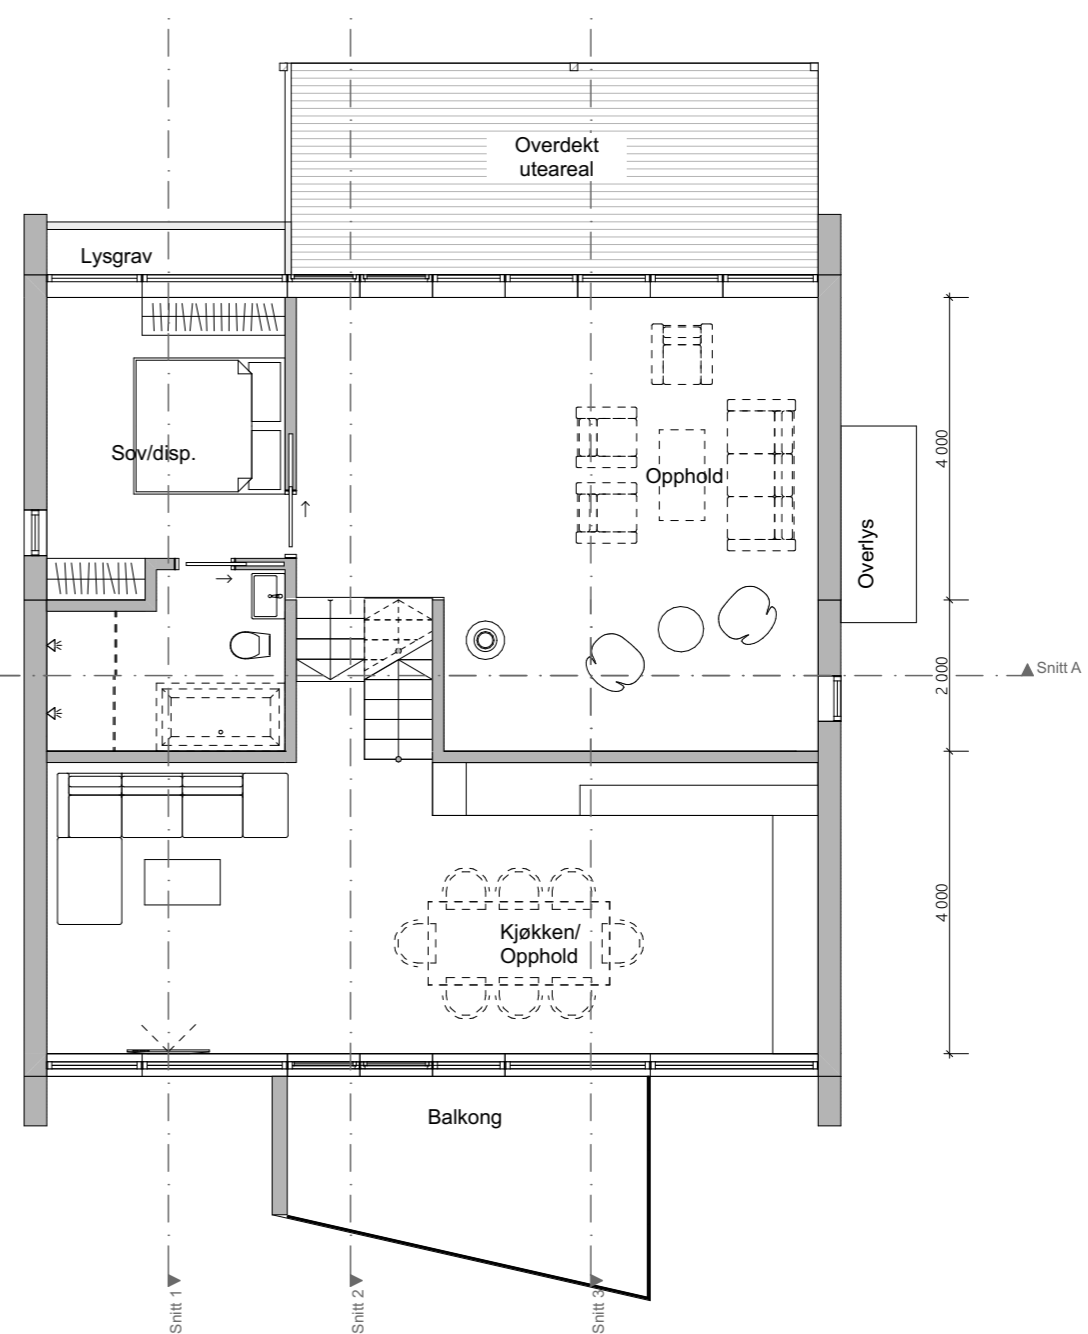 Overdekt
uteareal
Lysgrav
Sov/disp.
Opphold
4 000
Overlys
2 000
Snitt A
4 000
Kjøkken/
Opphold
Balkong
Snitt 1
Snitt 2
Snitt 3